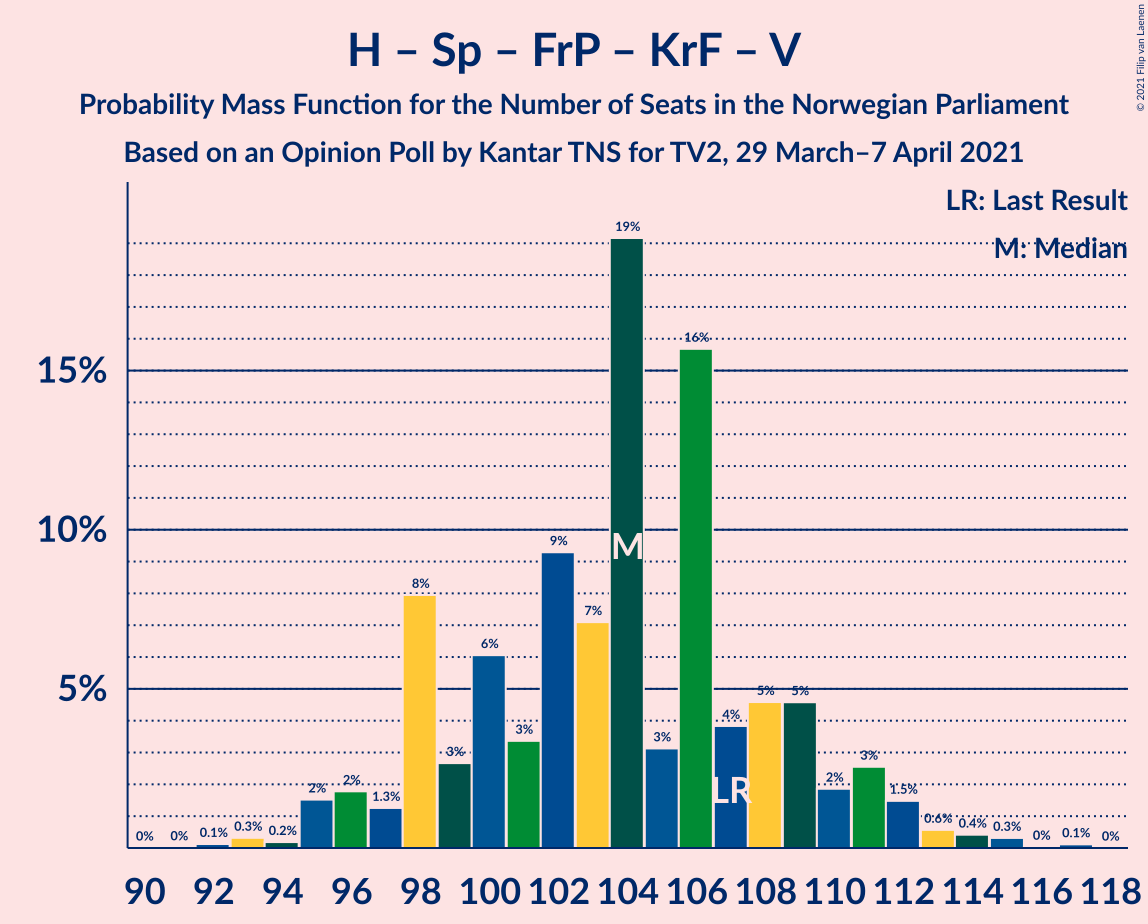 H – Sp – FrP – KrF – V
Probability Mass Function for the Number of Seats in the Norwegian Parliament
Based on an Opinion Poll by Kantar TNS for TV2, 29 March–7 April 2021
© 2021 Filip van Laenen
LR: Last Result
M: Median
15%
10%
5%
0% 0% 0.1% 0.3% 0.2% 2% 2% 1.3% 8% 3% 6% 3% 9% 7% 19% 3% 16% 4% 5% 5% 2% 3% 1.5% 0.6% 0.4% 0.3% 0% 0.1% 0%
M
LR
90 92 94 96 98 100 102 104 106 108 110 112 114 116 118